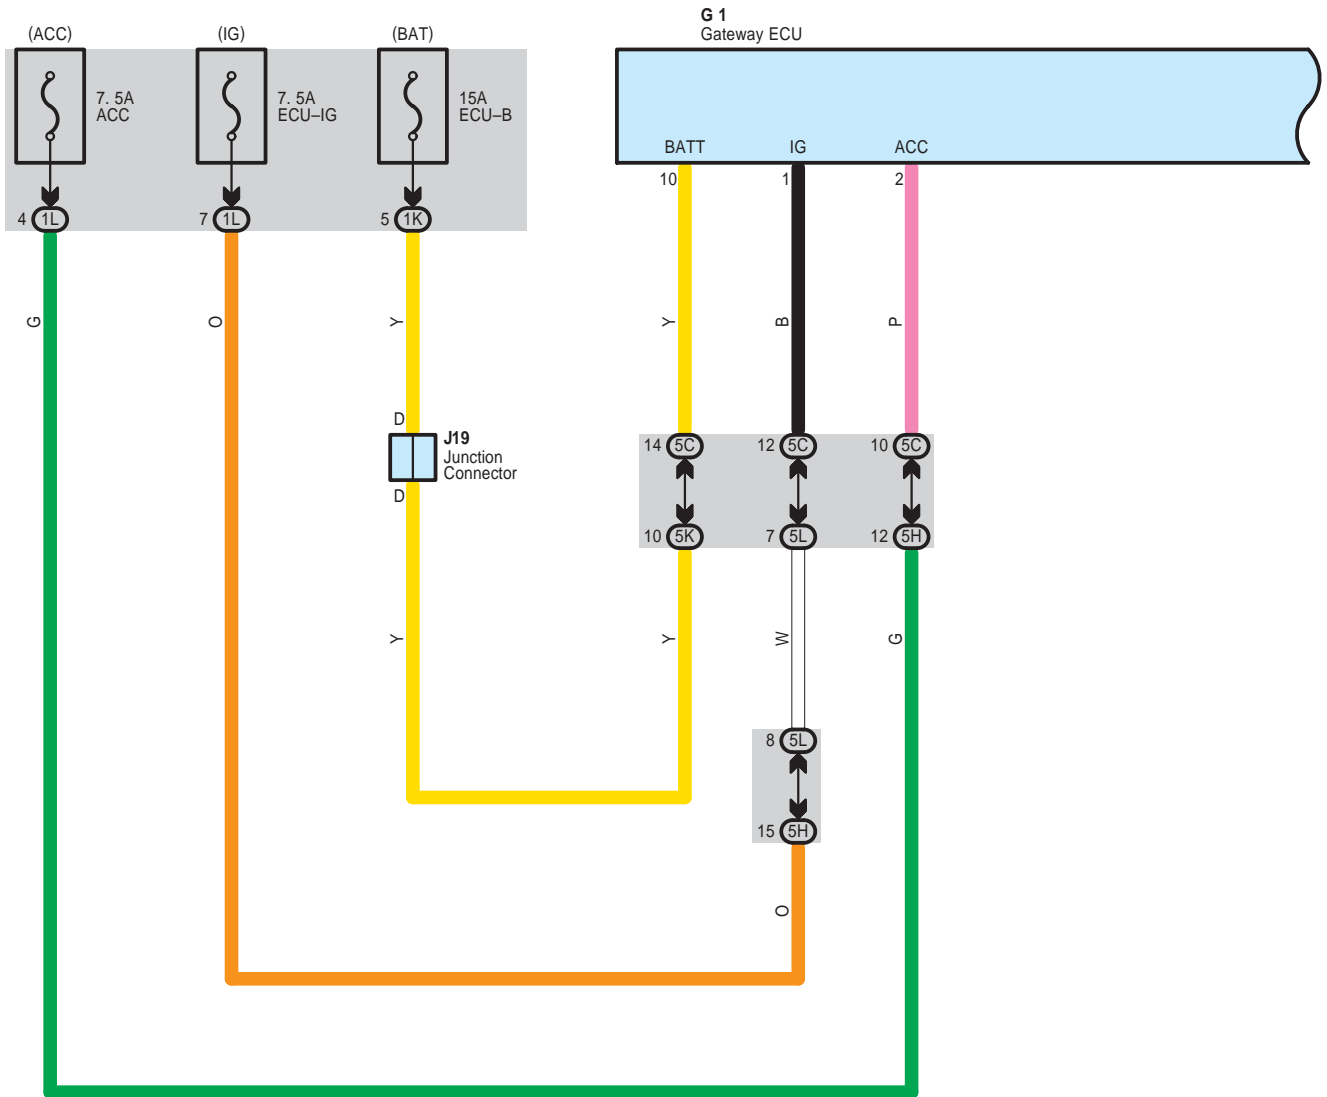 G 1
Gateway ECU
(ACC) (IG) (BAT)
7. 5A
ACC
7. 5A
ECU–IG
15A
ECU–B
BATT IG ACC
10 1 2
4 1L 7 1L 5 1K
G O Y Y B P
D
J19
Junction
Connector
D
14 5C 12 5C 10 5C
10 5K 7 5L 12 5H
Y Y W G
8 5L
15 5H
O